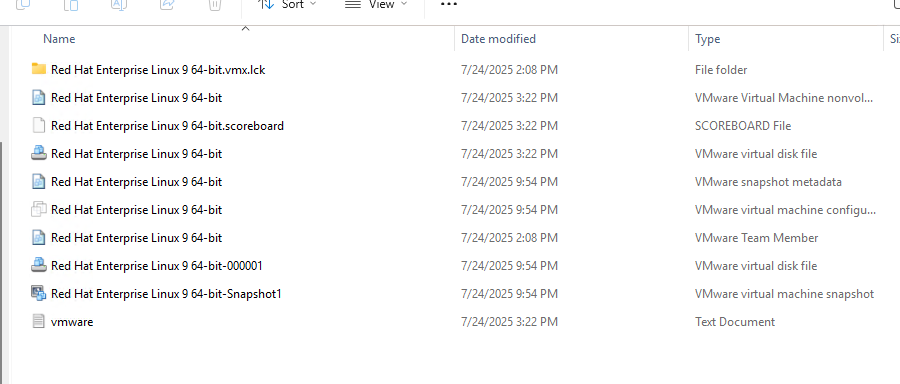 Sort View ...
Name Date modified Type Si
Red Hat Enterprise Linux 9 64-bit.vmx.lck 7/24/2025 2:08 PM File folder
Red Hat Enterprise Linux 9 64-bit 7/24/2025 3:22 PM VMware Virtual Machine nonvol...
Red Hat Enterprise Linux 9 64-bit.scoreboard 7/24/2025 3:22 PM SCOREBOARD File
Red Hat Enterprise Linux 9 64-bit 7/24/2025 3:22 PM VMware virtual disk file
Red Hat Enterprise Linux 9 64-bit 7/24/2025 9:54 PM VMware snapshot metadata
Red Hat Enterprise Linux 9 64-bit 7/24/2025 9:54 PM VMware virtual machine configu...
Red Hat Enterprise Linux 9 64-bit 7/24/2025 2:08 PM VMware Team Member
Red Hat Enterprise Linux 9 64-bit-000001 7/24/2025 9:54 PM VMware virtual disk file
Red Hat Enterprise Linux 9 64-bit-Snapshot1 7/24/2025 9:54 PM VMware virtual machine snapshot
vmware 7/24/2025 3:22 PM Text Document